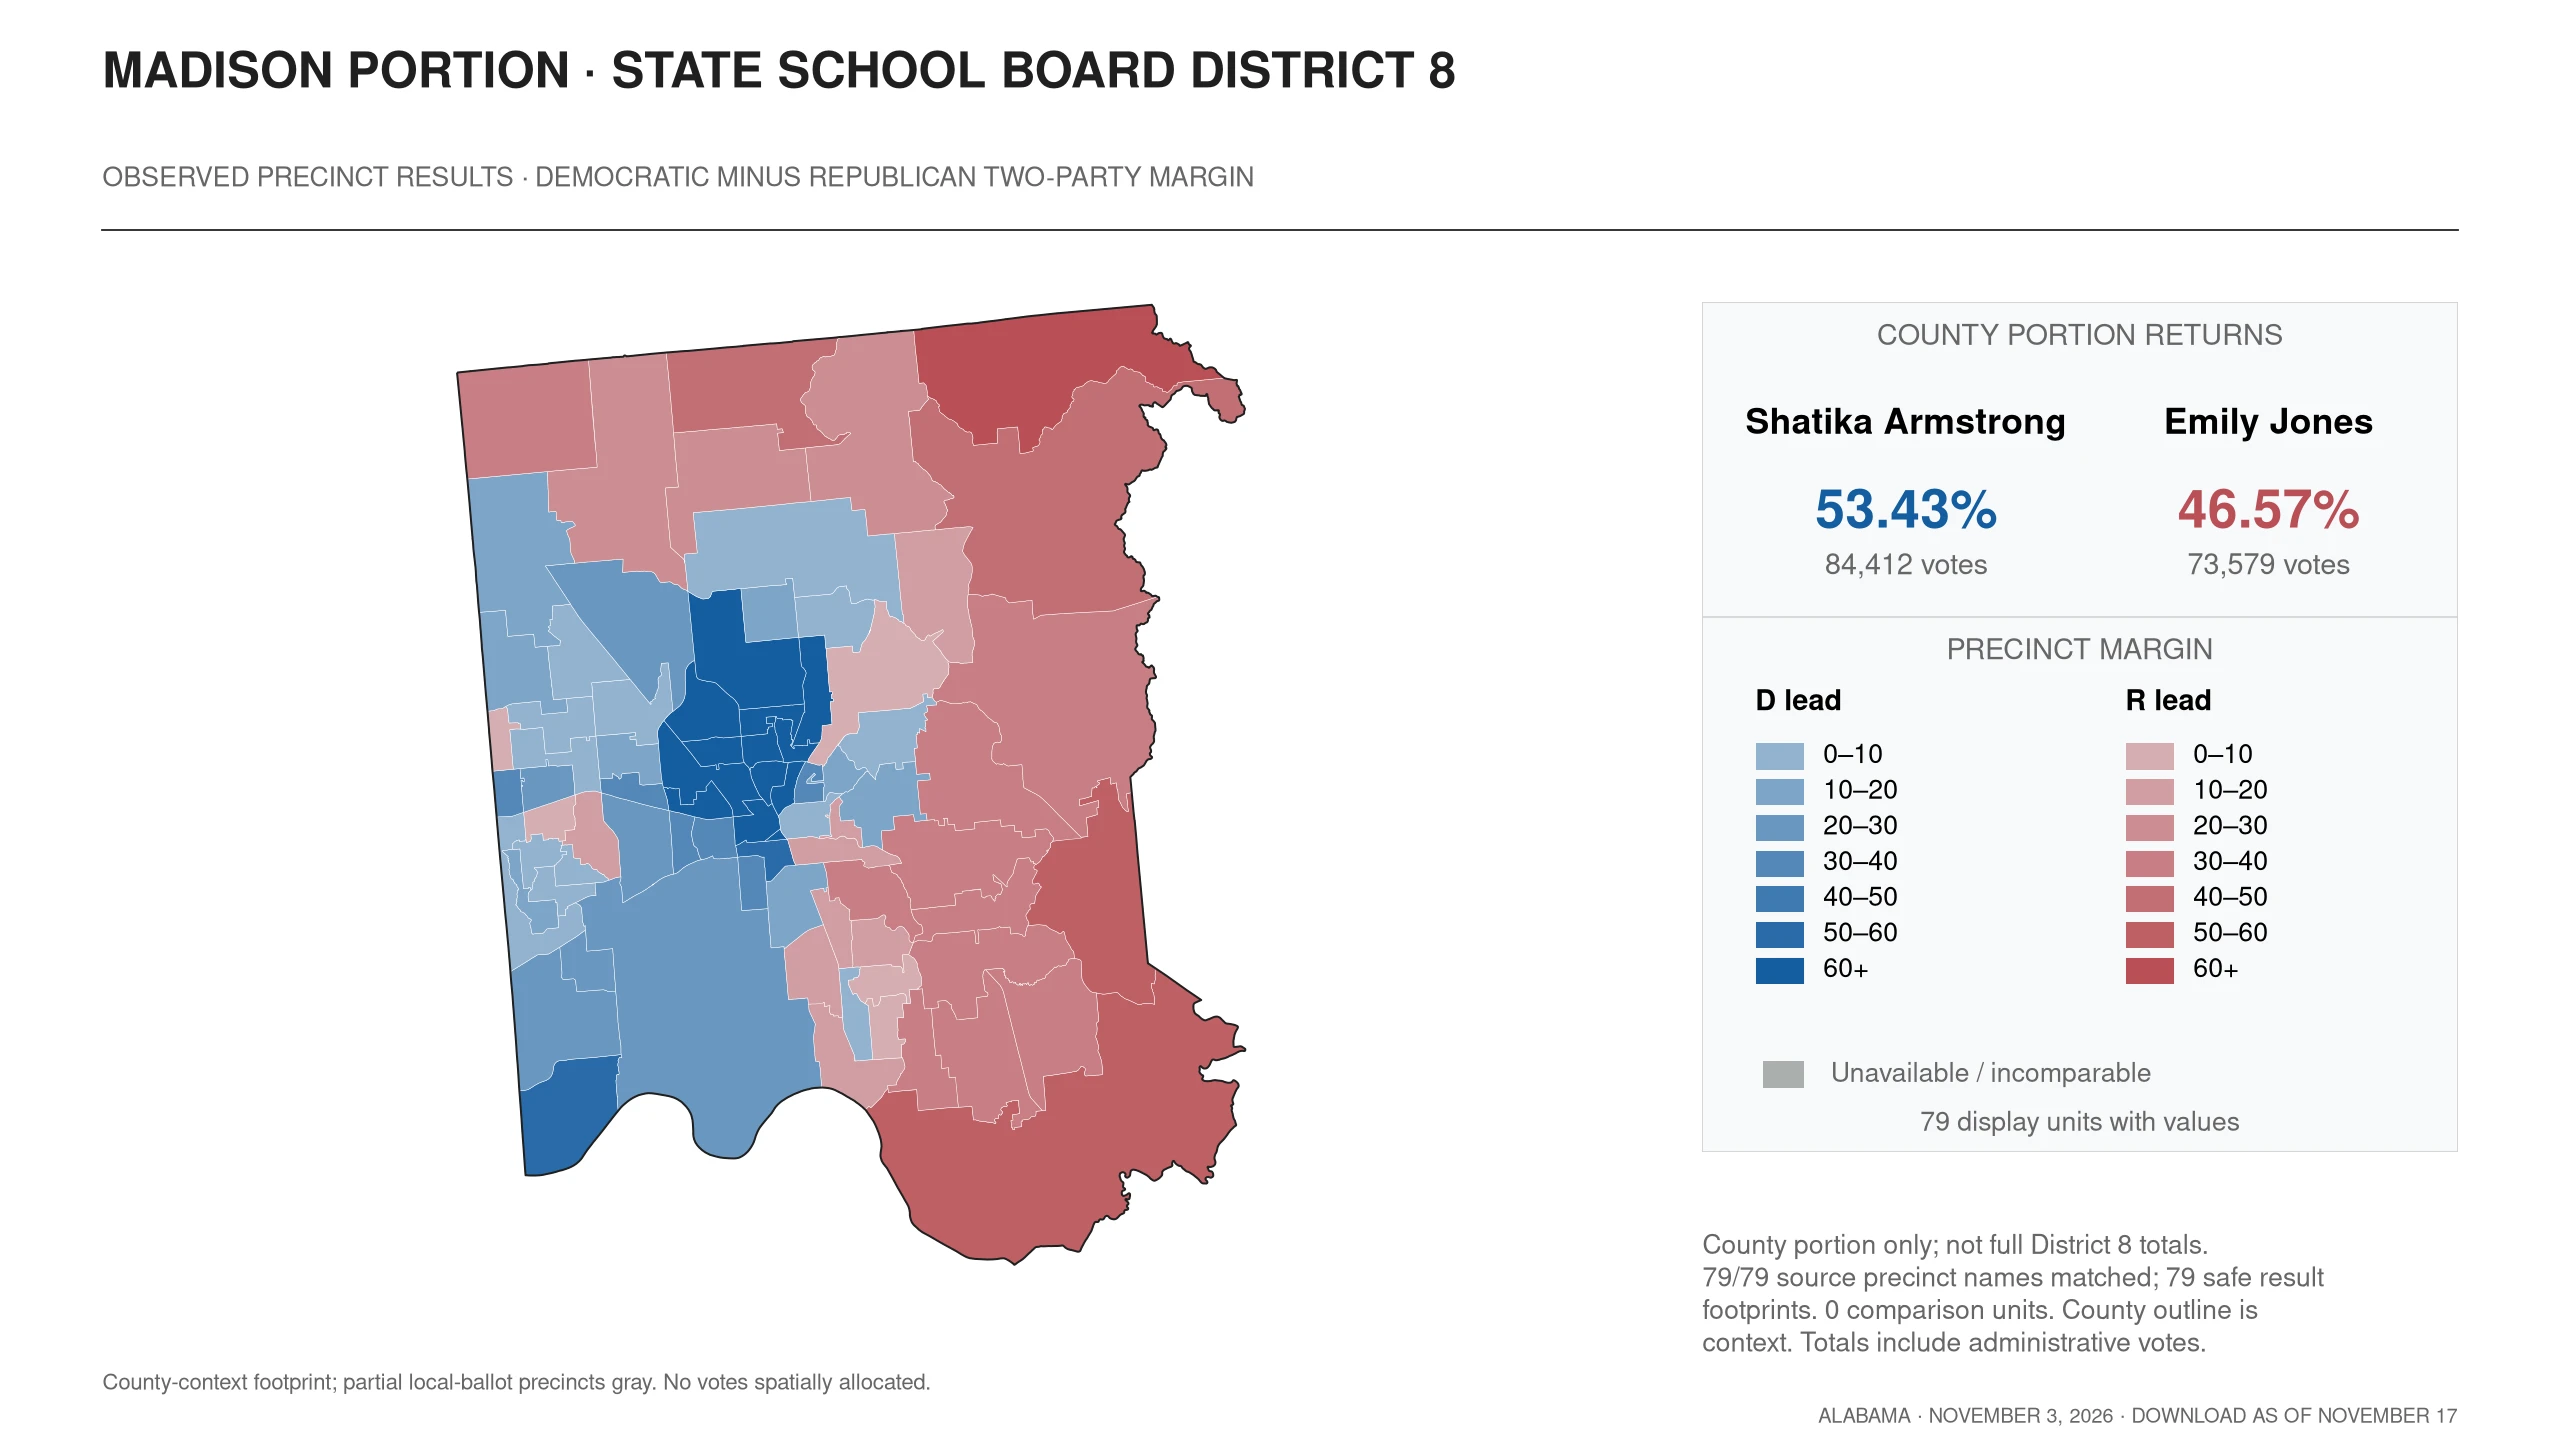 MADISON PORTION · STATE SCHOOL BOARD DISTRICT 8
OBSERVED PRECINCT RESULTS · DEMOCRATIC MINUS REPUBLICAN TWO-PARTY MARGIN
COUNTY PORTION RETURNS
Shatika Armstrong Emily Jones
53.43% 46.57%
84,412 votes 73,579 votes
PRECINCT MARGIN
D lead R lead
0–10 0–10
10–20 10–20
20–30 20–30
30–40 30–40
40–50 40–50
50–60 50–60
60+ 60+
Unavailable / incomparable
79 display units with values
County portion only; not full District 8 totals.
79/79 source precinct names matched; 79 safe result
footprints. 0 comparison units. County outline is
context. Totals include administrative votes.
County-context footprint; partial local-ballot precincts gray. No votes spatially allocated.
ALABAMA · NOVEMBER 3, 2026 · DOWNLOAD AS OF NOVEMBER 17